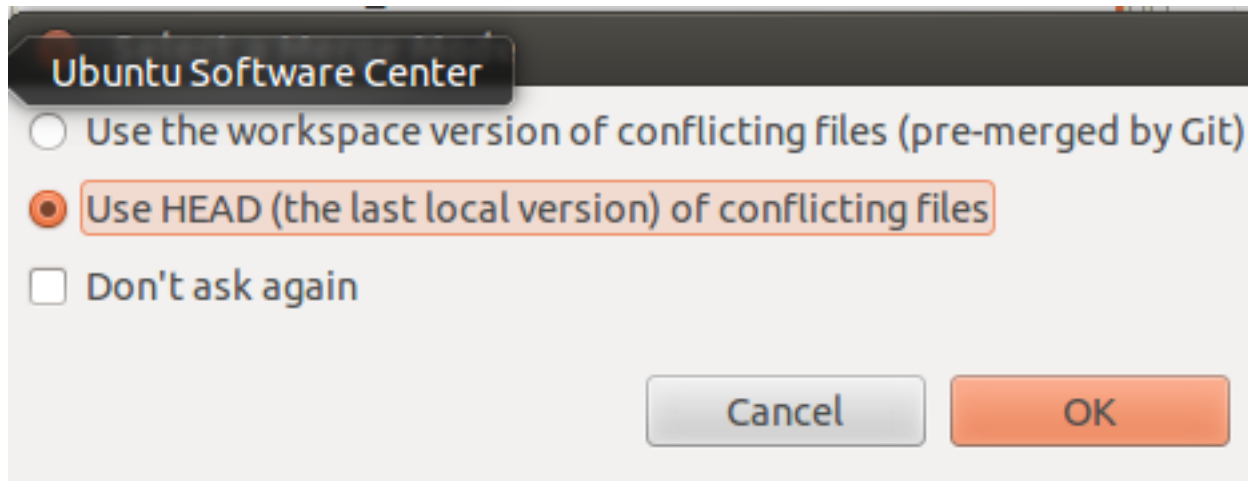 Ubuntu Software Center
Use the workspace version of conflicting files (pre-merged by Git)
Use HEAD (the last local version) of conflicting files
Don't ask again
Cancel
OK